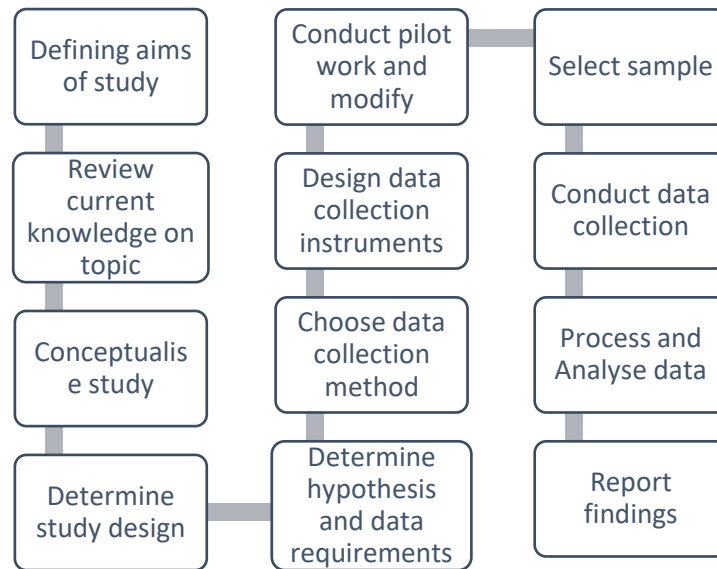 Defining aims
of study
Review
current
knowledge on
topic
Conceptualis
e study
Determine
study design
Determine
hypothesis
and data
requirements
Choose data
collection
method
Design data
collection
instruments
Conduct pilot
work and
modify
Select sample
Conduct data
collection
Process and
Analyse data
Report
findings